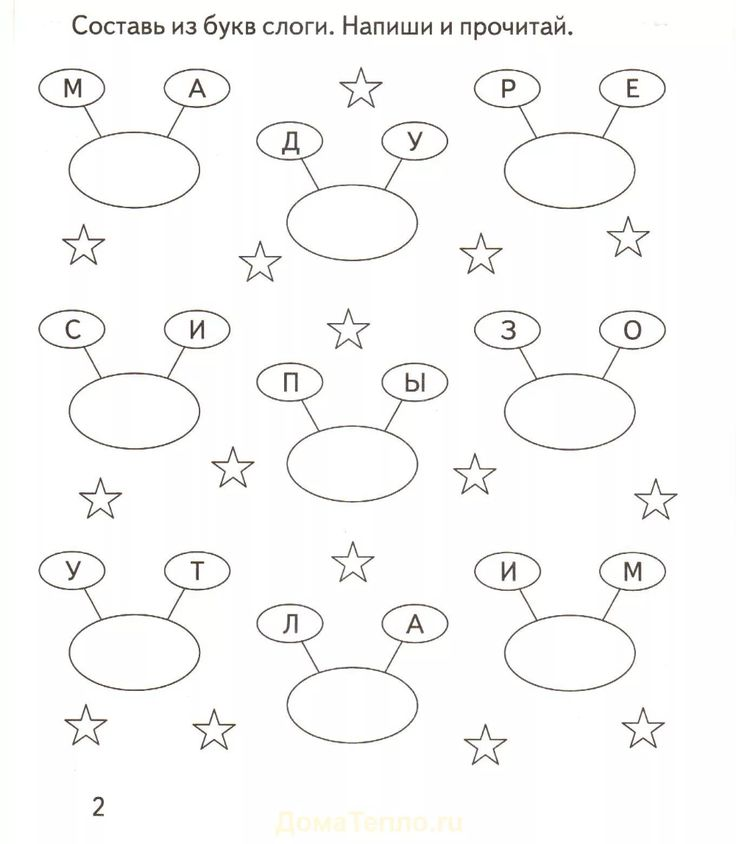 Составь из букв слоги. Напиши и прочитай.
М А
Р Е
Д У
С И
З О
П Ы
У Т
И М
Л А
2
ДомаТепло.ru